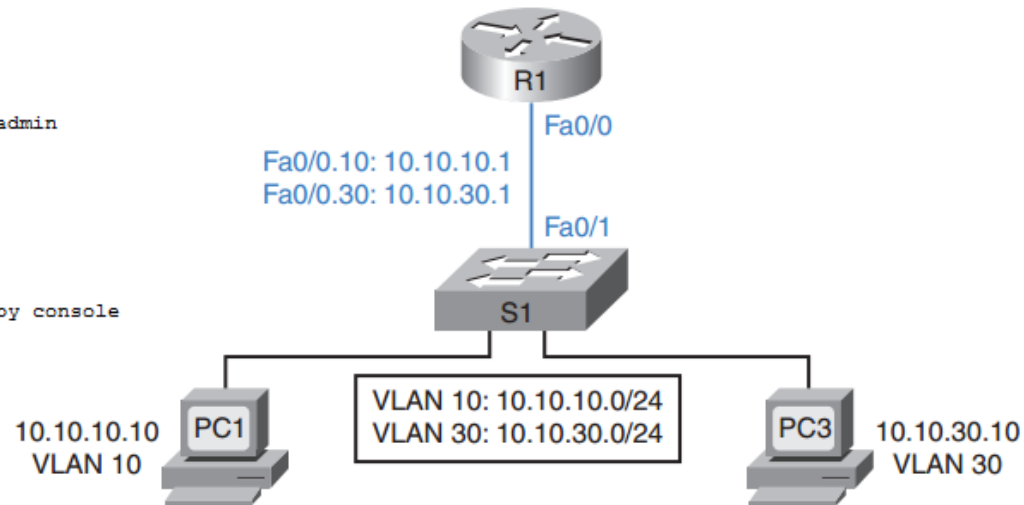 R1
admin
Fa0/0
Fa0/0.10: 10.10.10.1
Fa0/0.30: 10.10.30.1
Fa0/1
S1
by console
VLAN 10: 10.10.10.0/24
VLAN 30: 10.10.30.0/24
10.10.10.10
VLAN 10
PC1
PC3
10.10.30.10
VLAN 30